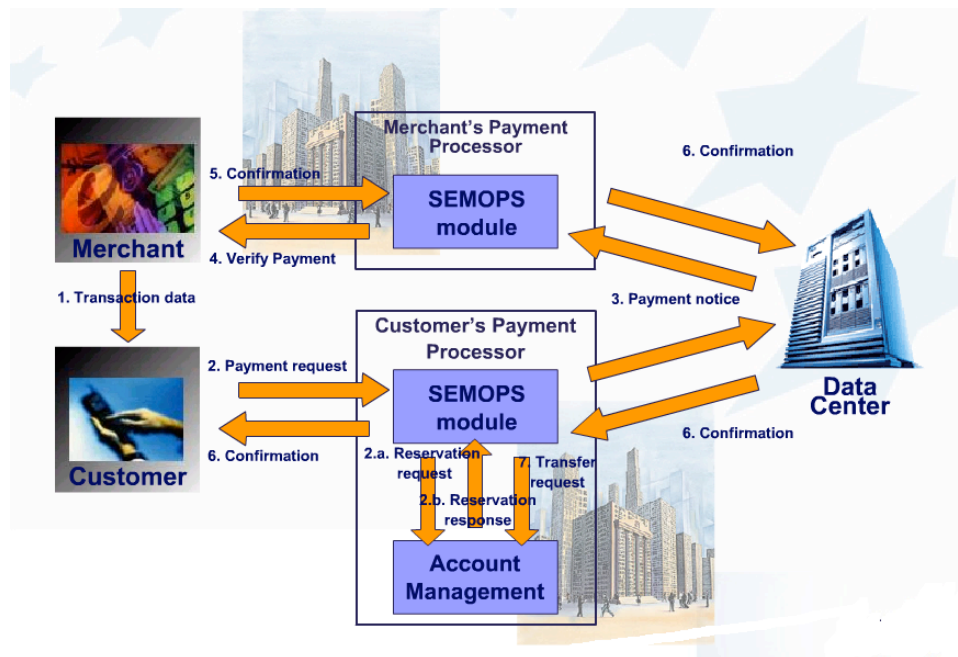 Merchant's Payment
Processor
6. Confirmation
5. Confirmation
SEMOPS
module
Merchant
4. Verify Payment
1. Transaction data
3. Payment notice
Customer's Payment
Processor
2. Payment request
SEMOPS
module
Data
Center
6. Confirmation
6. Confirmation
2.a. Reservation
request
7. Transfer
request
Customer
2.b. Reservation
response
Account
Management